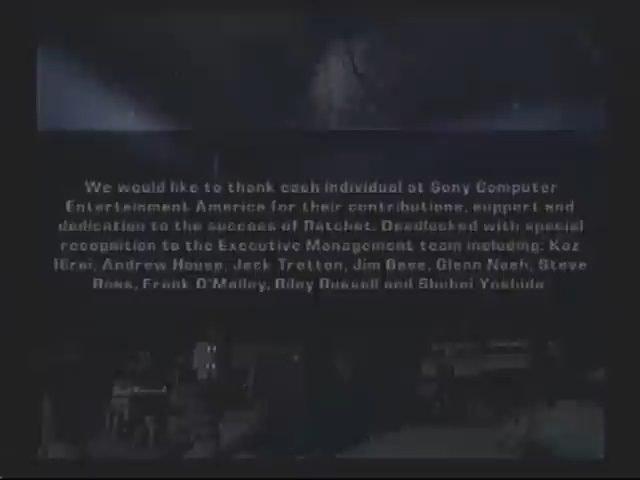 We would like to thank each individual at Sony Computer
Entertainment America for their contributions, support and
dedication to the success of Ratchet: Deadlocked with special
recognition to the Executive Management team including: Kaz
Hirai, Andrew House, Jack Tretton, Jim Bass, Glenn Nash, Steve
Ross, Frank O'Malley, Riley Russell and Shuhei Yoshida